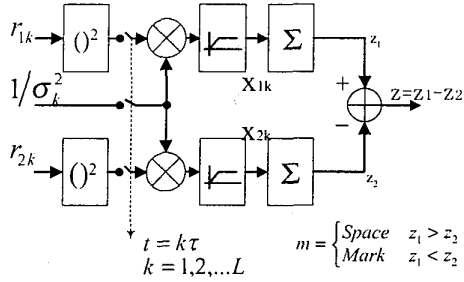 r1k
()²
Σ
z1
X1k
1/σk²
+
−
z=z1−z2
X2k
r2k
()²
Σ
z2
t = kτ
k = 1,2,...L
m = {Space z1 > z2
Mark z1 < z2